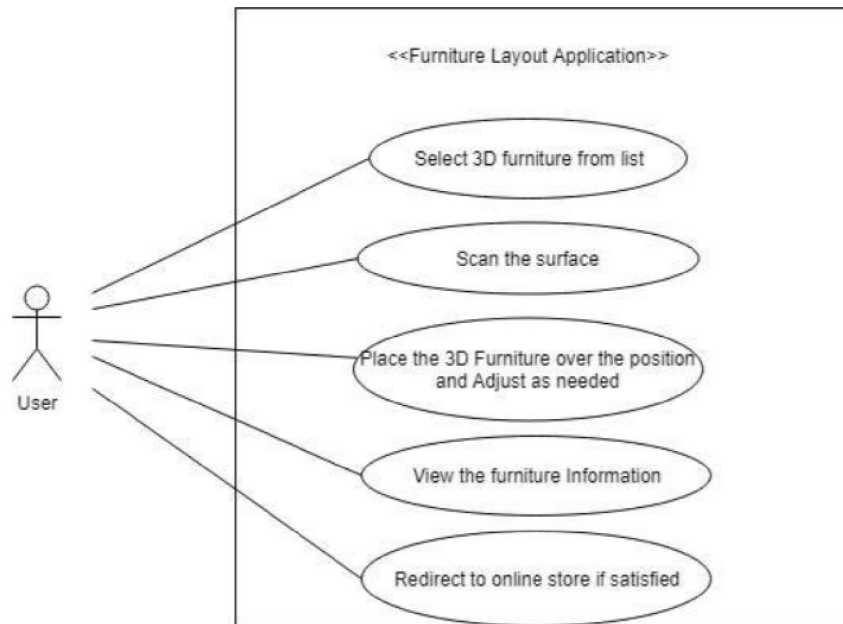 <<Furniture Layout Application>>
Select 3D furniture from list
Scan the surface
Place the 3D Furniture over the position
and Adjust as needed
User
View the furniture Information
Redirect to online store if satisfied